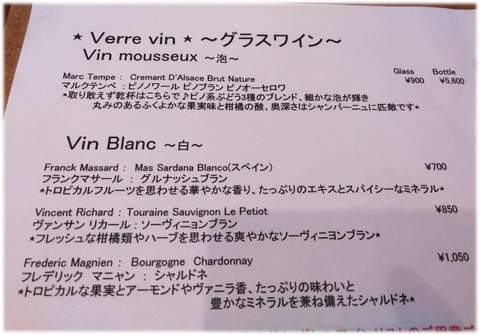 * Verre vin * ～グラスワイン～
Vin mousseux ～泡～
Glass Bottle
Marc Tempe : Cremant D'Alsace Brut Nature ¥900 ¥5,600
マルクテンペ : ピノノワール ピノブラン ピノオーセロワ
*取り敢えず乾杯はこちらで♪ピノ系ぶどう3種のブレンド、細かな泡が輝き
丸みのあるふくよかな果実味と柑橘の酸、奥深さはシャンパーニュに匹敵です*
Vin Blanc ～白～
Franck Massard : Mas Sardana Blanco(スペイン) ¥700
フランクマサール : グルナッシュブラン
*トロピカルフルーツを思わせる華やかな香り、たっぷりのエキスとスパイシーなミネラル*
Vincent Richard : Touraine Sauvignon Le Petiot ¥850
ヴァンサン リカール : ソーヴィニョンブラン
*フレッシュな柑橘類やハーブを思わせる爽やかなソーヴィニヨンブラン*
Frederic Magnien : Bourgogne Chardonnay ¥1,050
フレデリック マニャン : シャルドネ
*トロピカルな果実とアーモンドやヴァニラ香、たっぷりの味わいと
豊かなミネラルを兼ね備えたシャルドネ*